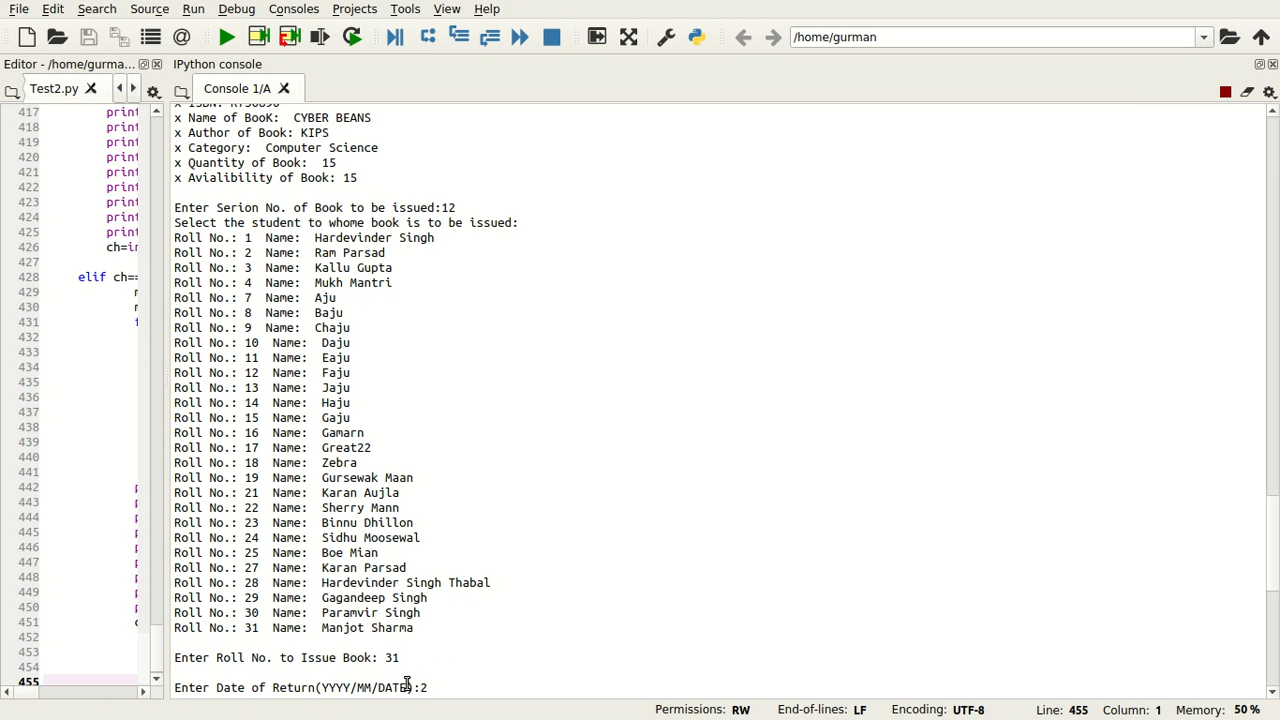 File Edit Search Source Run Debug Consoles Projects Tools View Help
/home/gurman
Editor - /home/gurma...
IPython console
Test2.py
Console 1/A
417 print
418 print
419 print
420 print
421 print
422 print
423 print
424 print
425 print
426 ch=in
427
428 elif ch==
429
430
431
432
433
434
435
436
437
438
439
440
441
442
443
444
445
446
447
448
449
450
451
452
453
454
455
x Name of BooK:  CYBER BEANS
x Author of Book: KIPS
x Category:  Computer Science
x Quantity of Book:  15
x Avialibility of Book: 15
Enter Serion No. of Book to be issued:12
Select the student to whome book is to be issued:
Roll No.: 1  Name:  Hardevinder Singh
Roll No.: 2  Name:  Ram Parsad
Roll No.: 3  Name:  Kallu Gupta
Roll No.: 4  Name:  Mukh Mantri
Roll No.: 7  Name:  Aju
Roll No.: 8  Name:  Baju
Roll No.: 9  Name:  Chaju
Roll No.: 10  Name:  Daju
Roll No.: 11  Name:  Eaju
Roll No.: 12  Name:  Faju
Roll No.: 13  Name:  Jaju
Roll No.: 14  Name:  Haju
Roll No.: 15  Name:  Gaju
Roll No.: 16  Name:  Gamarn
Roll No.: 17  Name:  Great22
Roll No.: 18  Name:  Zebra
Roll No.: 19  Name:  Gursewak Maan
Roll No.: 21  Name:  Karan Aujla
Roll No.: 22  Name:  Sherry Mann
Roll No.: 23  Name:  Binnu Dhillon
Roll No.: 24  Name:  Sidhu Moosewal
Roll No.: 25  Name:  Boe Mian
Roll No.: 27  Name:  Karan Parsad
Roll No.: 28  Name:  Hardevinder Singh Thabal
Roll No.: 29  Name:  Gagandeep Singh
Roll No.: 30  Name:  Paramvir Singh
Roll No.: 31  Name:  Manjot Sharma
Enter Roll No. to Issue Book: 31
Enter Date of Return(YYYY/MM/DATE):2
Permissions: RW End-of-lines: LF Encoding: UTF-8 Line: 455 Column: 1 Memory: 50 %